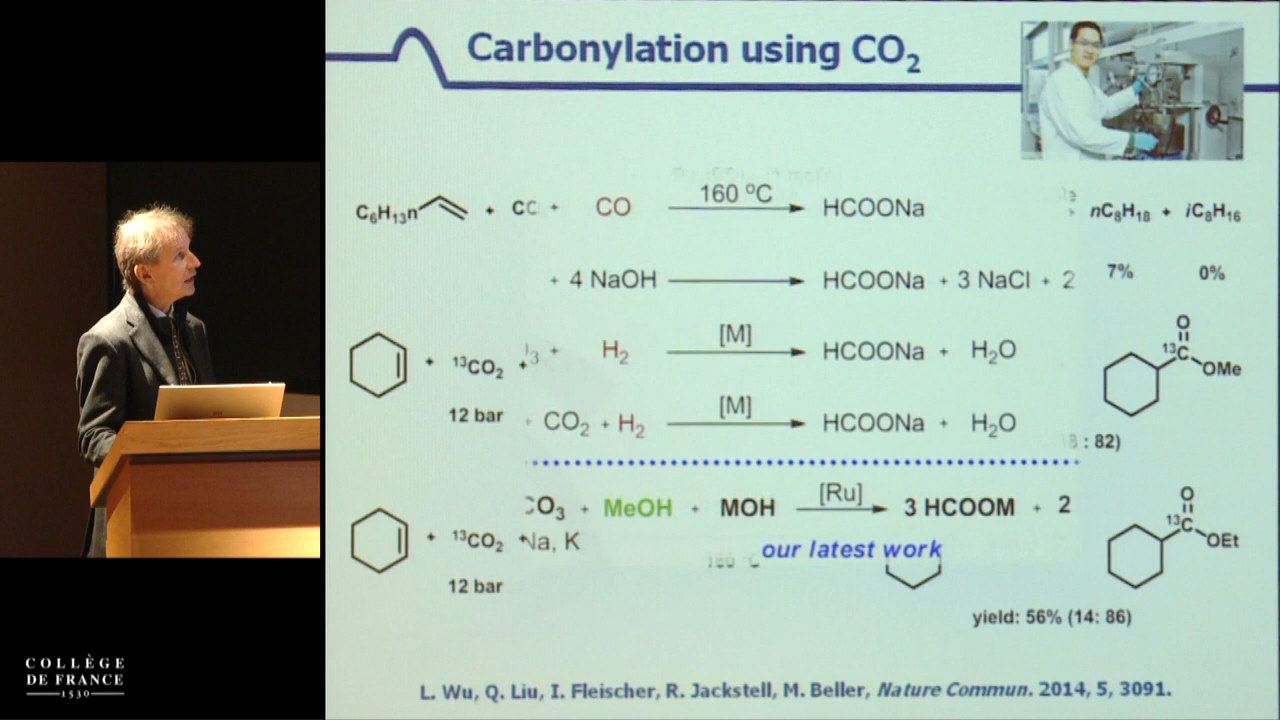 Carbonylation using CO₂
C₆H₁₃n + CO + CO 160 ºC HCOONa nC₈H₁₈ + iC₈H₁₆
+ 4 NaOH HCOONa + 3 NaCl + 2 7% 0%
+ ¹³CO₂ + H₂ [M] HCOONa + H₂O O ¹³C OMe
12 bar + CO₂ + H₂ [M] HCOONa + H₂O
: 82)
CO₃ + MeOH + MOH [Ru] 3 HCOOM + 2
+ ¹³CO₂ Na, K our latest work O ¹³C OEt
12 bar
yield: 56% (14: 86)
L. Wu, Q. Liu, I. Fleischer, R. Jackstell, M. Beller, Nature Commun. 2014, 5, 3091.
COLLÈGE
DE FRANCE
1530